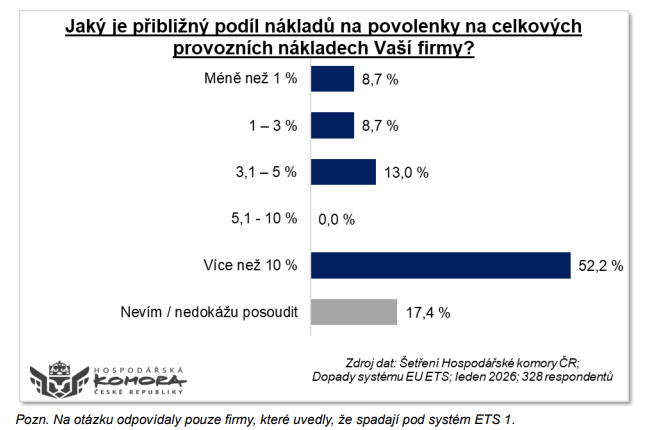 Jaký je přibližný podíl nákladů na povolenky na celkových
provozních nákladech Vaší firmy?
Méně než 1 % 8,7 %
1 – 3 % 8,7 %
3,1 – 5 % 13,0 %
5,1 - 10 % 0,0 %
Více než 10 % 52,2 %
Nevím / nedokážu posoudit 17,4 %
HOSPODÁŘSKÁ
KOMORA
ČESKÉ REPUBLIKY
Zdroj dat: Šetření Hospodářské komory ČR;
Dopady systému EU ETS; leden 2026; 328 respondentů
Pozn. Na otázku odpovídaly pouze firmy, které uvedly, že spadají pod systém ETS 1.